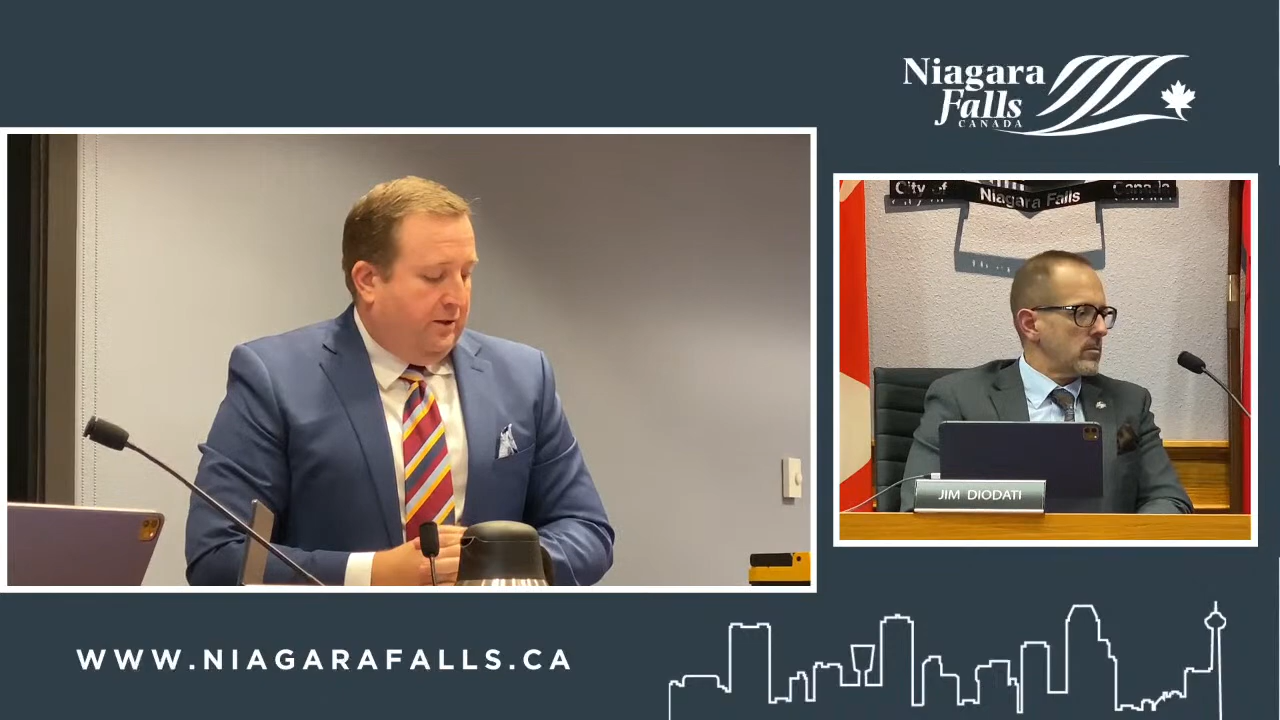 Niagara
Falls
CANADA
City of
Niagara Falls
Canada
JIM DIODATI
WWW.NIAGARAFALLS.CA